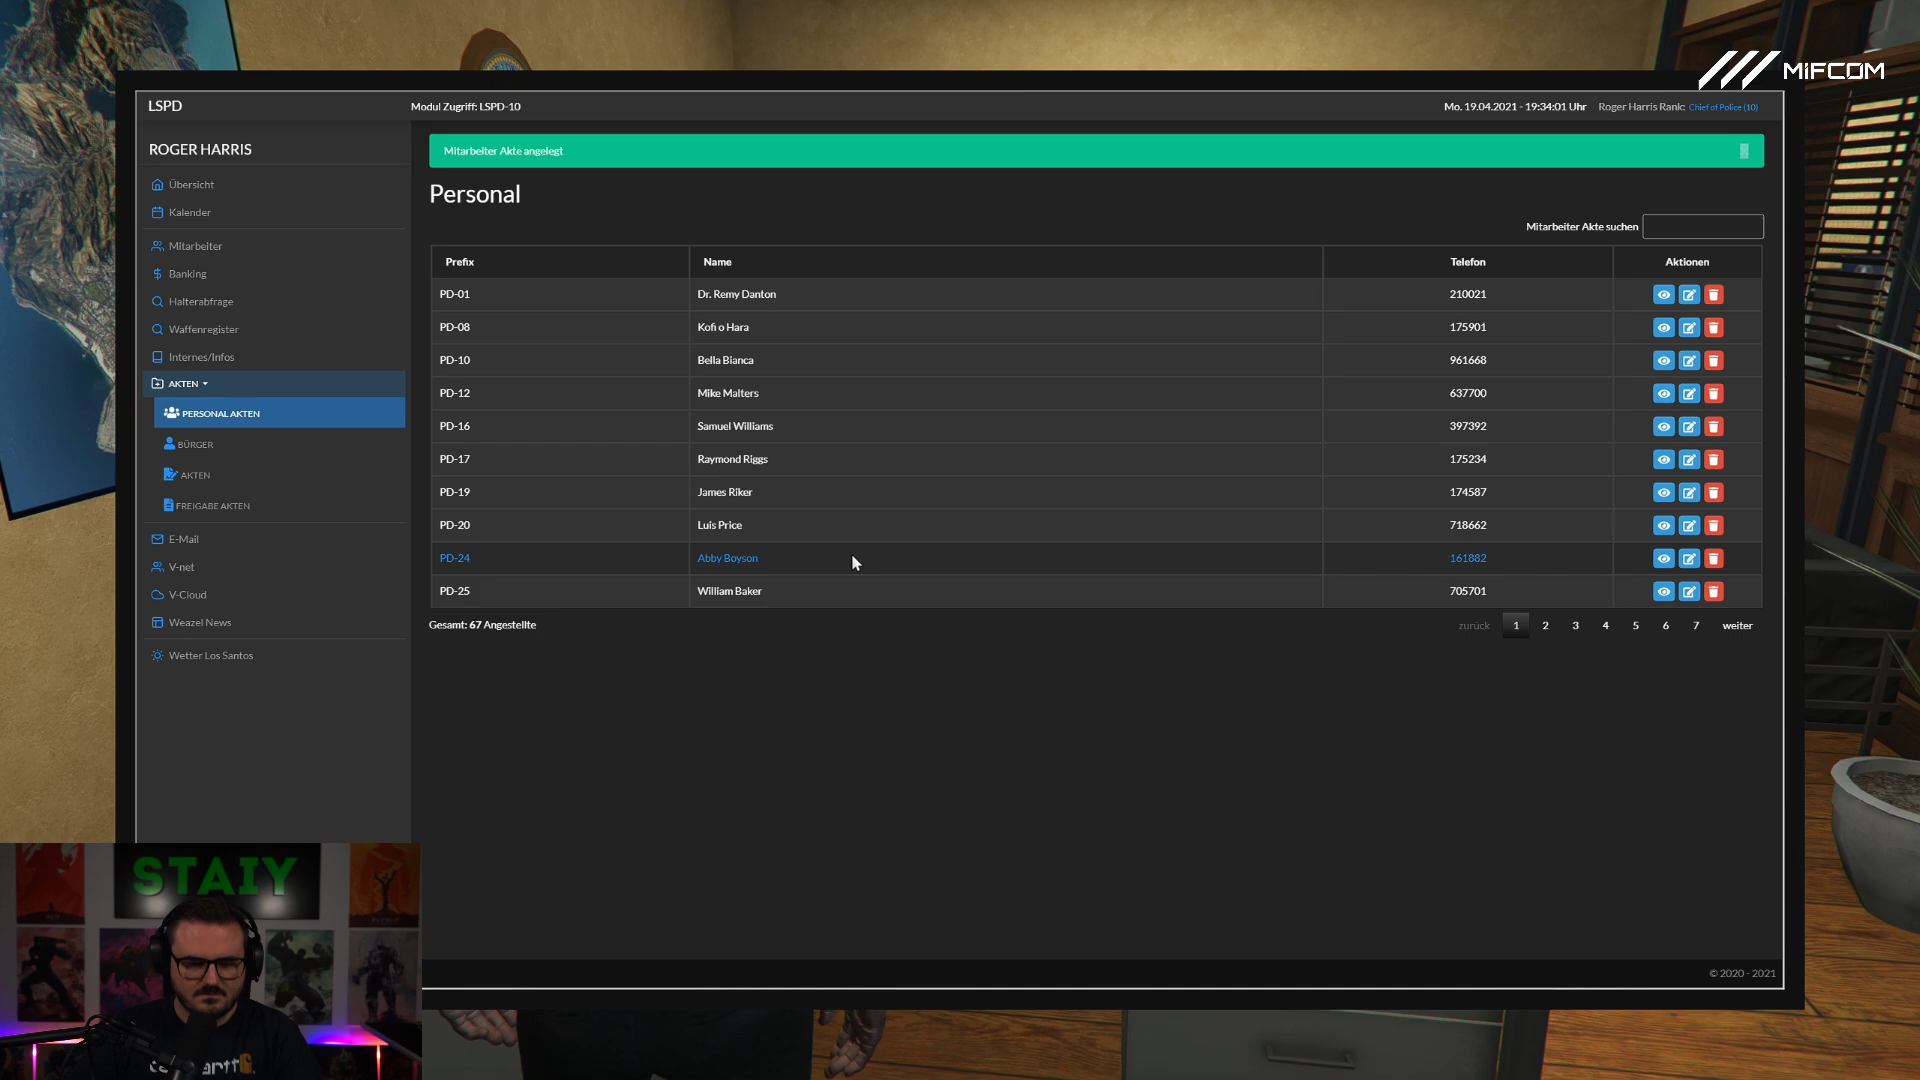 MIFCOM
LSPD
Modul Zugriff: LSPD-10
Mo. 19.04.2021 - 19:34:01 Uhr
Roger Harris Rank: Chief of Police (10)
ROGER HARRIS
Übersicht
Kalender
Mitarbeiter
Banking
Halterabfrage
Waffenregister
Internes/Infos
AKTEN
PERSONAL AKTEN
BÜRGER
AKTEN
FREIGABE AKTEN
E-Mail
V-net
V-Cloud
Weazel News
Wetter Los Santos
Mitarbeiter Akte angelegt
Personal
Mitarbeiter Akte suchen
Prefix Name Telefon Aktionen
PD-01 Dr. Remy Danton 210021
PD-08 Kofi o Hara 175901
PD-10 Bella Bianca 961668
PD-12 Mike Malters 637700
PD-16 Samuel Williams 397392
PD-17 Raymond Riggs 175234
PD-19 James Riker 174587
PD-20 Luis Price 718662
PD-24 Abby Boyson 161882
PD-25 William Baker 705701
Gesamt: 67 Angestellte
zurück 1 2 3 4 5 6 7 weiter
© 2020 - 2021
STAIY